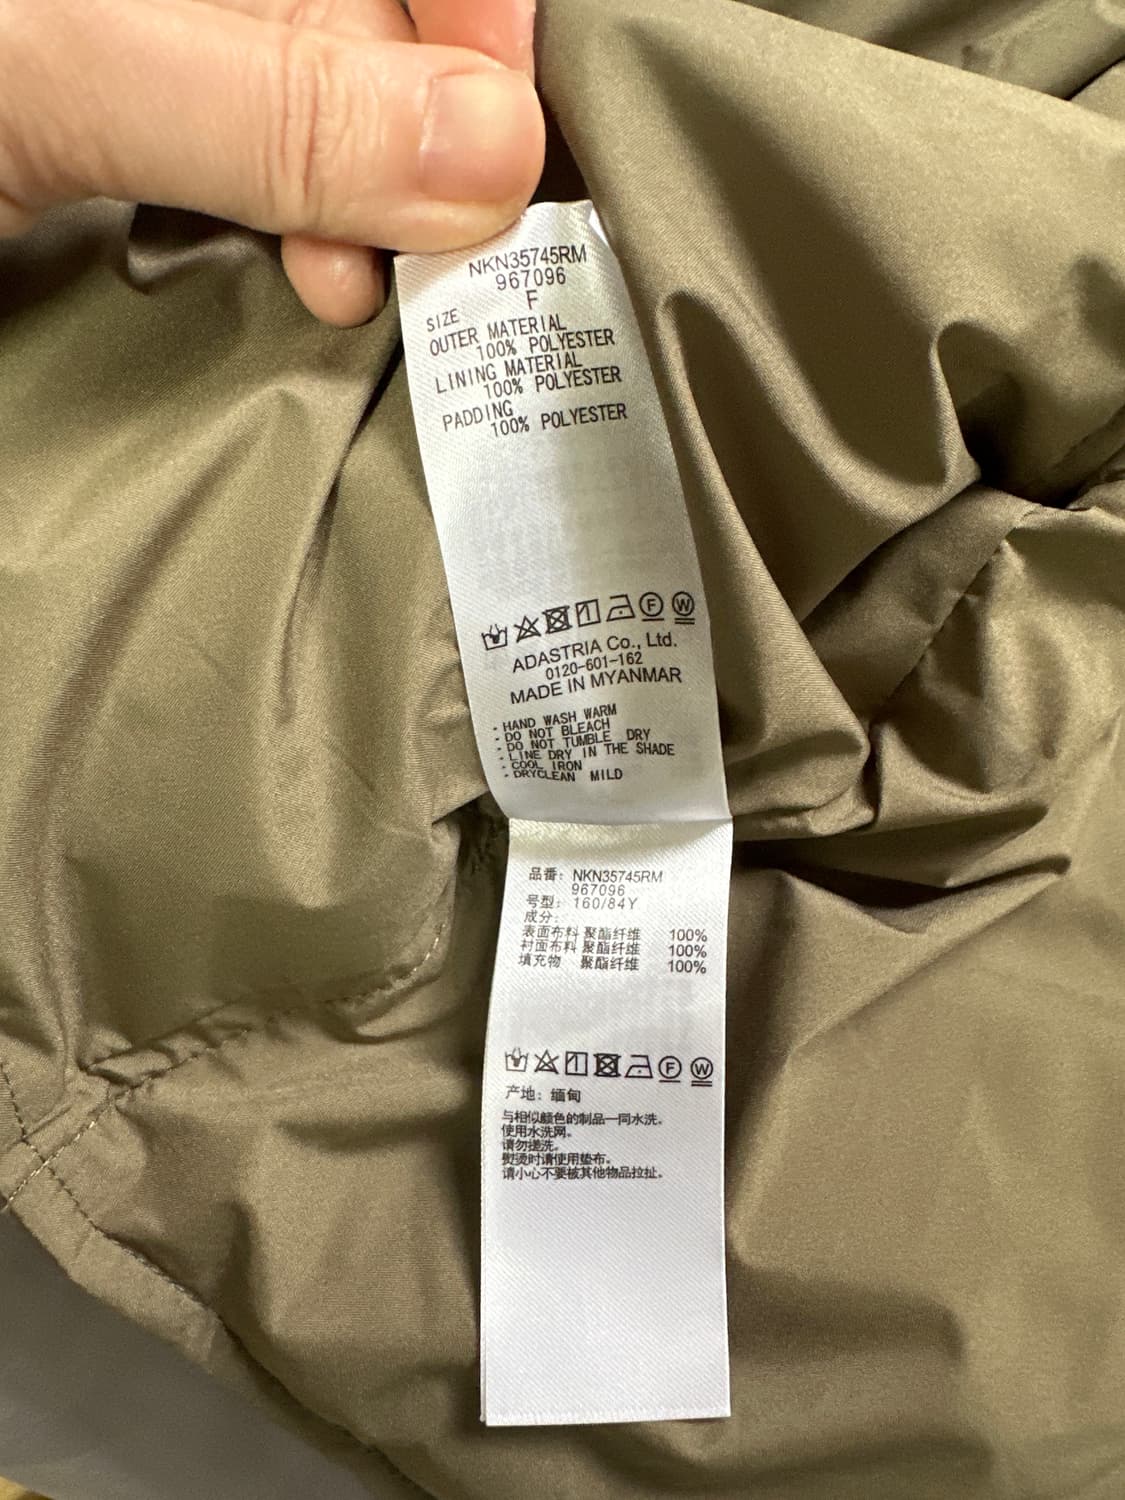 NKN35745RM
967096
SIZE F
OUTER MATERIAL
100% POLYESTER
LINING MATERIAL
100% POLYESTER
PADDING
100% POLYESTER
F W
ADASTRIA Co., Ltd.
0120-601-162
MADE IN MYANMAR
· HAND WASH WARM
· DO NOT BLEACH
· DO NOT TUMBLE DRY
· LINE DRY IN THE SHADE
· COOL IRON
· DRYCLEAN MILD
品番: NKN35745RM
967096
号型: 160/84Y
成分:
表面布料 聚酯纤维 100%
衬面布料 聚酯纤维 100%
填充物 聚酯纤维 100%
F W
产地: 缅甸
与相似颜色的制品一同水洗。
使用水洗网。
请勿搓洗。
熨烫时请使用垫布。
请小心不要被其他物品拉扯。